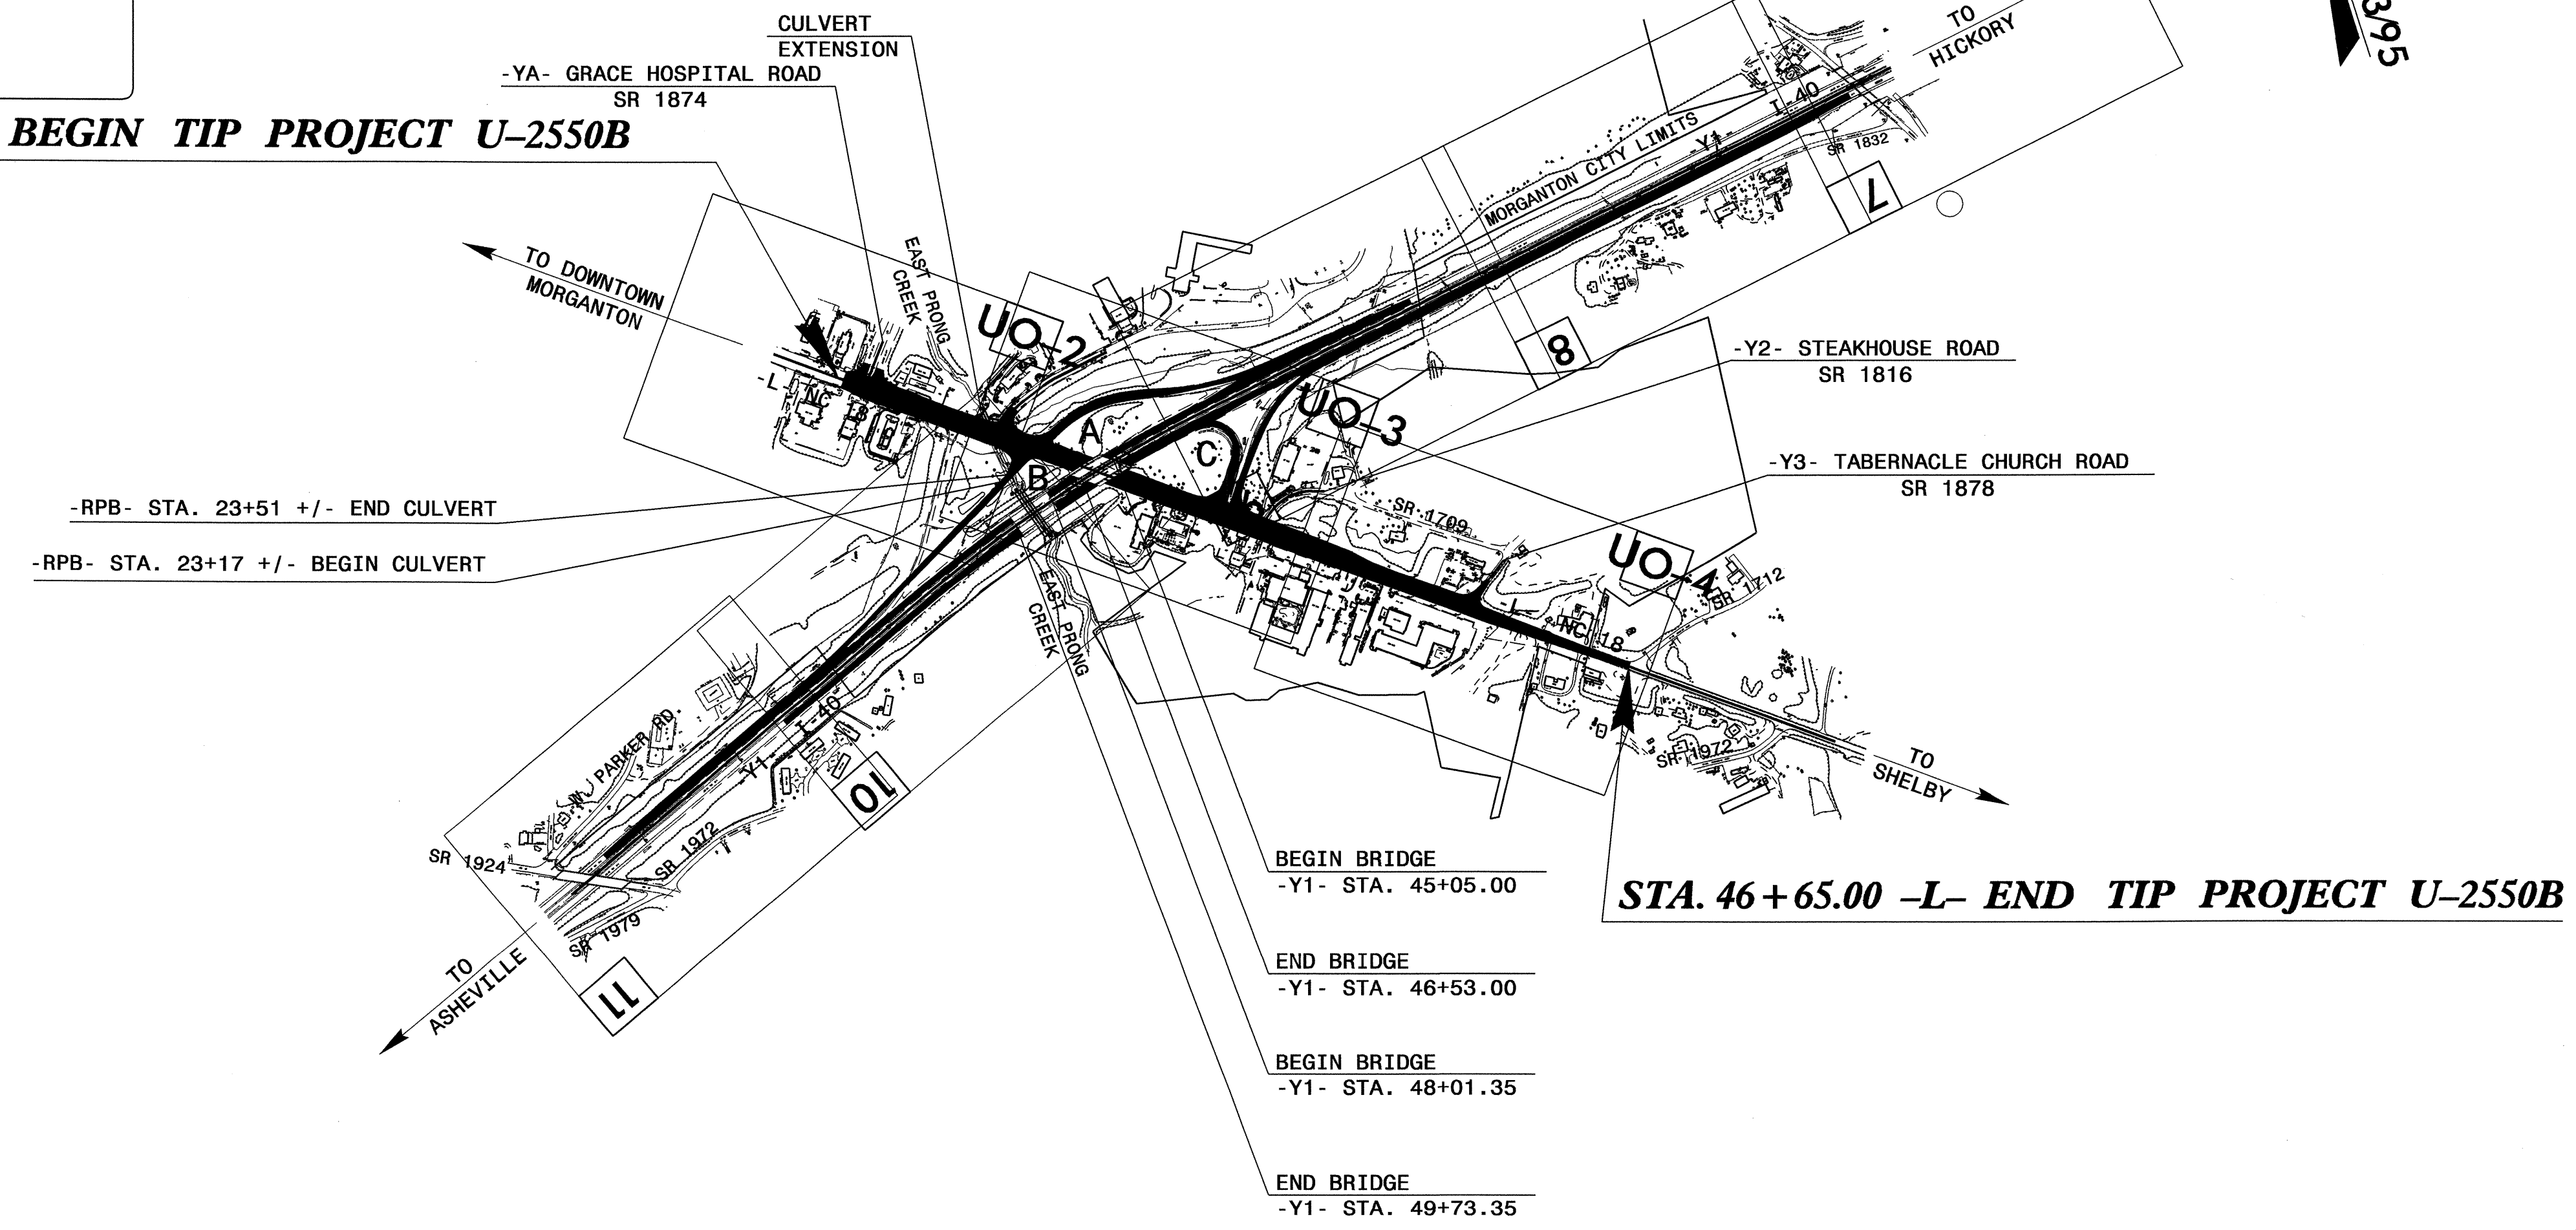 CULVERT
EXTENSION
-YA- GRACE HOSPITAL ROAD
SR 1874
BEGIN TIP PROJECT U–2550B
3/95
TO
HICKORY
I-40
-Y1-
MORGANTON CITY LIMITS
SR 1832
7
TO DOWNTOWN
MORGANTON
EAST PRONG
CREEK
UO-2
8
-Y2- STEAKHOUSE ROAD
SR 1816
-L-
NC 18
A
UO-3
B
C
D
-Y3- TABERNACLE CHURCH ROAD
SR 1878
-RPB- STA. 23+51 +/- END CULVERT
-RPB- STA. 23+17 +/- BEGIN CULVERT
SR 1709
UO-4
SR 1712
EAST PRONG
CREEK
NC 18
W J PARKER RD.
I-40
-Y1-
10
SR 1972
TO
SHELBY
SR 1924
SR 1972
SR 1979
TO
ASHEVILLE
11
BEGIN BRIDGE
-Y1- STA. 45+05.00
STA. 46+65.00 –L– END TIP PROJECT U–2550B
END BRIDGE
-Y1- STA. 46+53.00
BEGIN BRIDGE
-Y1- STA. 48+01.35
END BRIDGE
-Y1- STA. 49+73.35